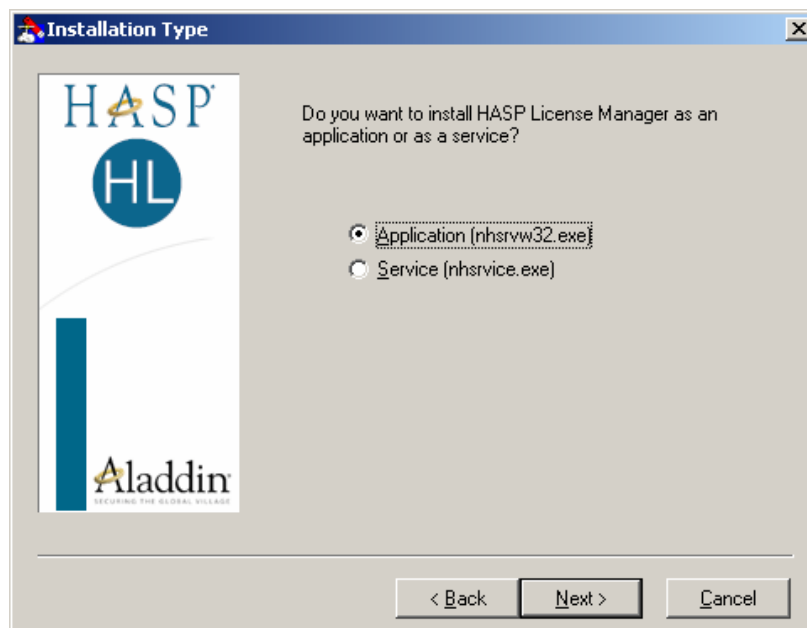 Installation Type
HASP
HL
Aladdin
SECURING THE GLOBAL VILLAGE
Do you want to install HASP License Manager as an
application or as a service?
Application (nhsrvw32.exe)
Service (nhsrvice.exe)
< Back
Next >
Cancel